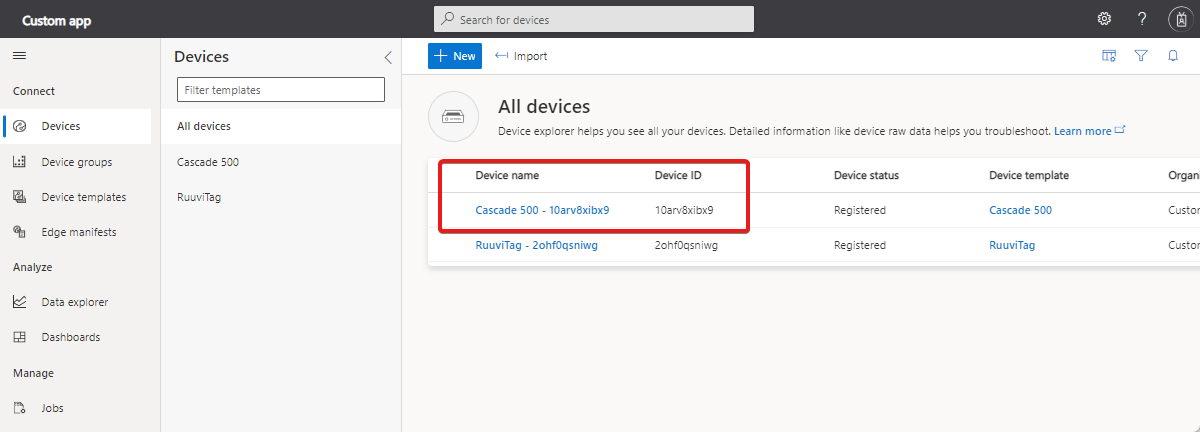 Custom app
Search for devices
?
Connect
Devices
Device groups
Device templates
Edge manifests
Analyze
Data explorer
Dashboards
Manage
Jobs
Devices
Filter templates
All devices
Cascade 500
RuuviTag
New
Import
All devices
Device explorer helps you see all your devices. Detailed information like device raw data helps you troubleshoot. Learn more
Device name Device ID Device status Device template Organi
Cascade 500 - 10arv8xibx9 10arv8xibx9 Registered Cascade 500 Custo
RuuviTag - 2ohf0qsniwg 2ohf0qsniwg Registered RuuviTag Custo